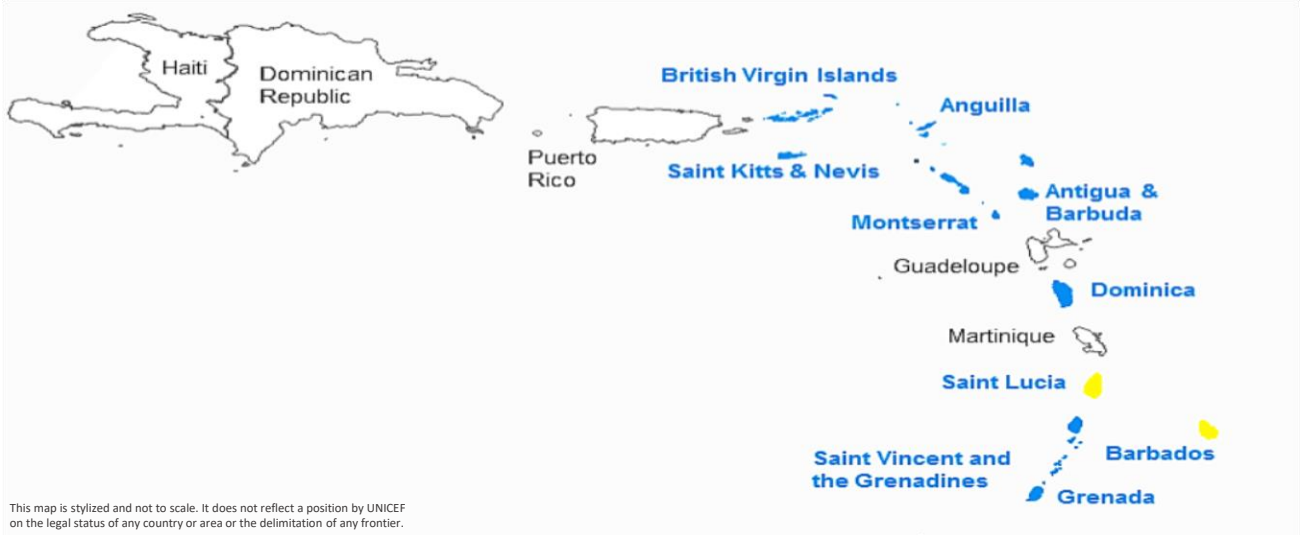 Haiti
Dominican
Republic
British Virgin Islands
Anguilla
Puerto
Rico
Saint Kitts & Nevis
Antigua &
Barbuda
Montserrat
Guadeloupe
Dominica
Martinique
Saint Lucia
Barbados
Saint Vincent and
the Grenadines
Grenada
This map is stylized and not to scale. It does not reflect a position by UNICEF
on the legal status of any country or area or the delimitation of any frontier.